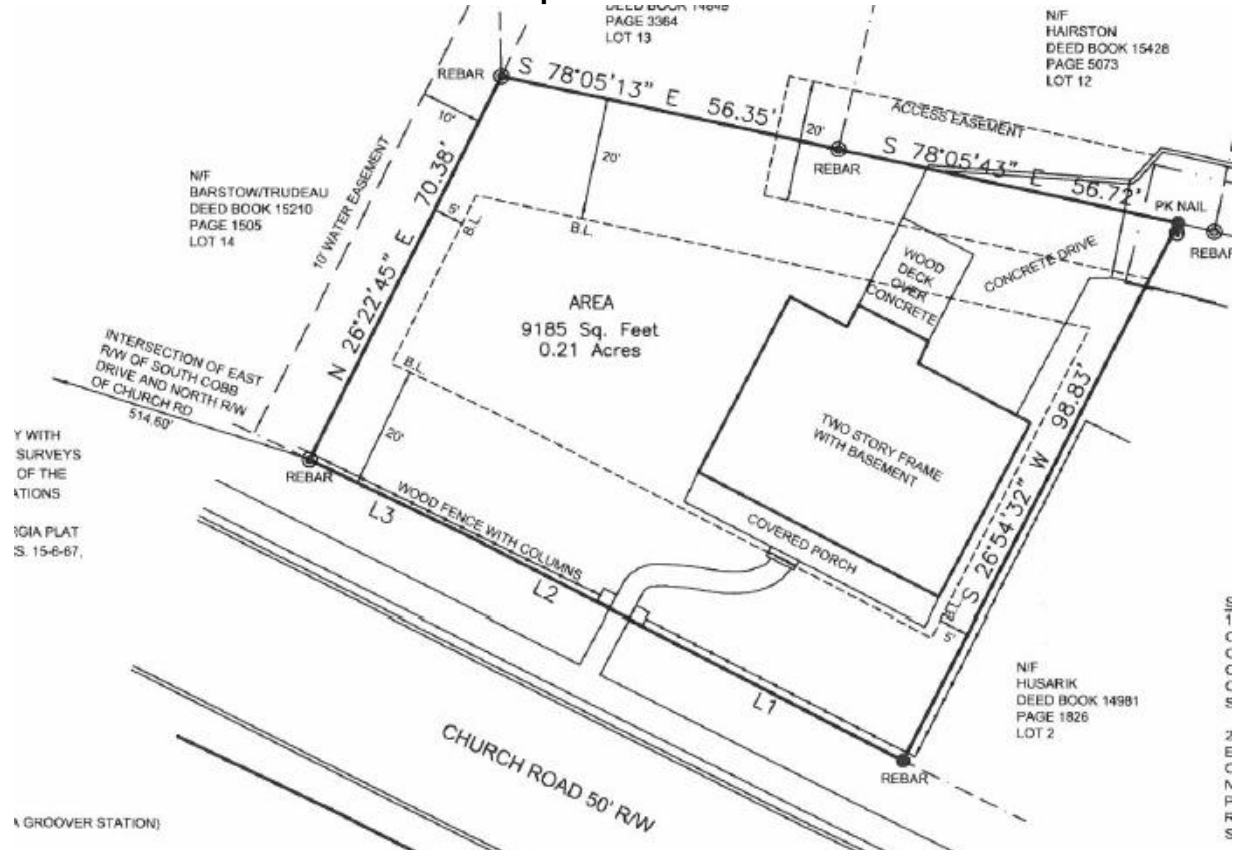 PAGE 3364
LOT 13
N/F
HAIRSTON
DEED BOOK 15428
PAGE 5073
LOT 12
REBAR
S 78°05'13" E 56.35'
ACCESS EASEMENT
20'
REBAR
S 78°05'43" E 56.72'
PK NAIL
REBAR
10'
20'
N/F
BARSTOW/TRUDEAU
DEED BOOK 15210
PAGE 1505
LOT 14
10' WATER EASEMENT
N 26°22'45" E 70.38'
5'
B.L.
B.L.
WOOD
DECK
OVER
CONCRETE
CONCRETE DRIVE
AREA
9185 Sq. Feet
0.21 Acres
INTERSECTION OF EAST
R/W OF SOUTH COBB
DRIVE AND NORTH R/W
OF CHURCH RD
514.60'
B.L.
20'
TWO STORY FRAME
WITH BASEMENT
S 26°54'32" W 98.83'
Y WITH
SURVEYS
OF THE
ATIONS
RGIA PLAT
S. 15-6-67,
REBAR
WOOD FENCE WITH COLUMNS
COVERED PORCH
L3
L2
L1
B.L.
5'
N/F
HUSARIK
DEED BOOK 14981
PAGE 1826
LOT 2
REBAR
CHURCH ROAD 50' R/W
A GROOVER STATION)